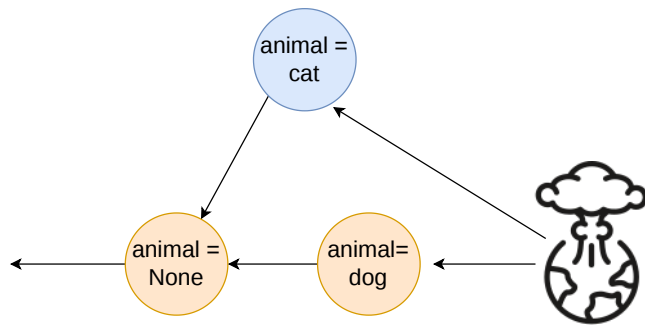 animal =
cat
animal =
None
animal=
dog